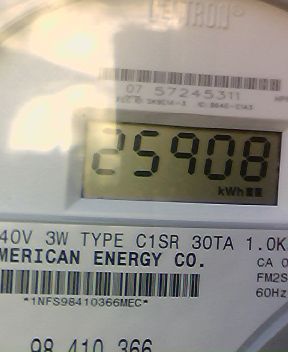 07 57245311
25908
kWh
40V 3W TYPE C1SR 30TA 1.0K
MERICAN ENERGY CO.
CA 0
FM2S
*1NFS98410366MEC*
60Hz
98 410 366